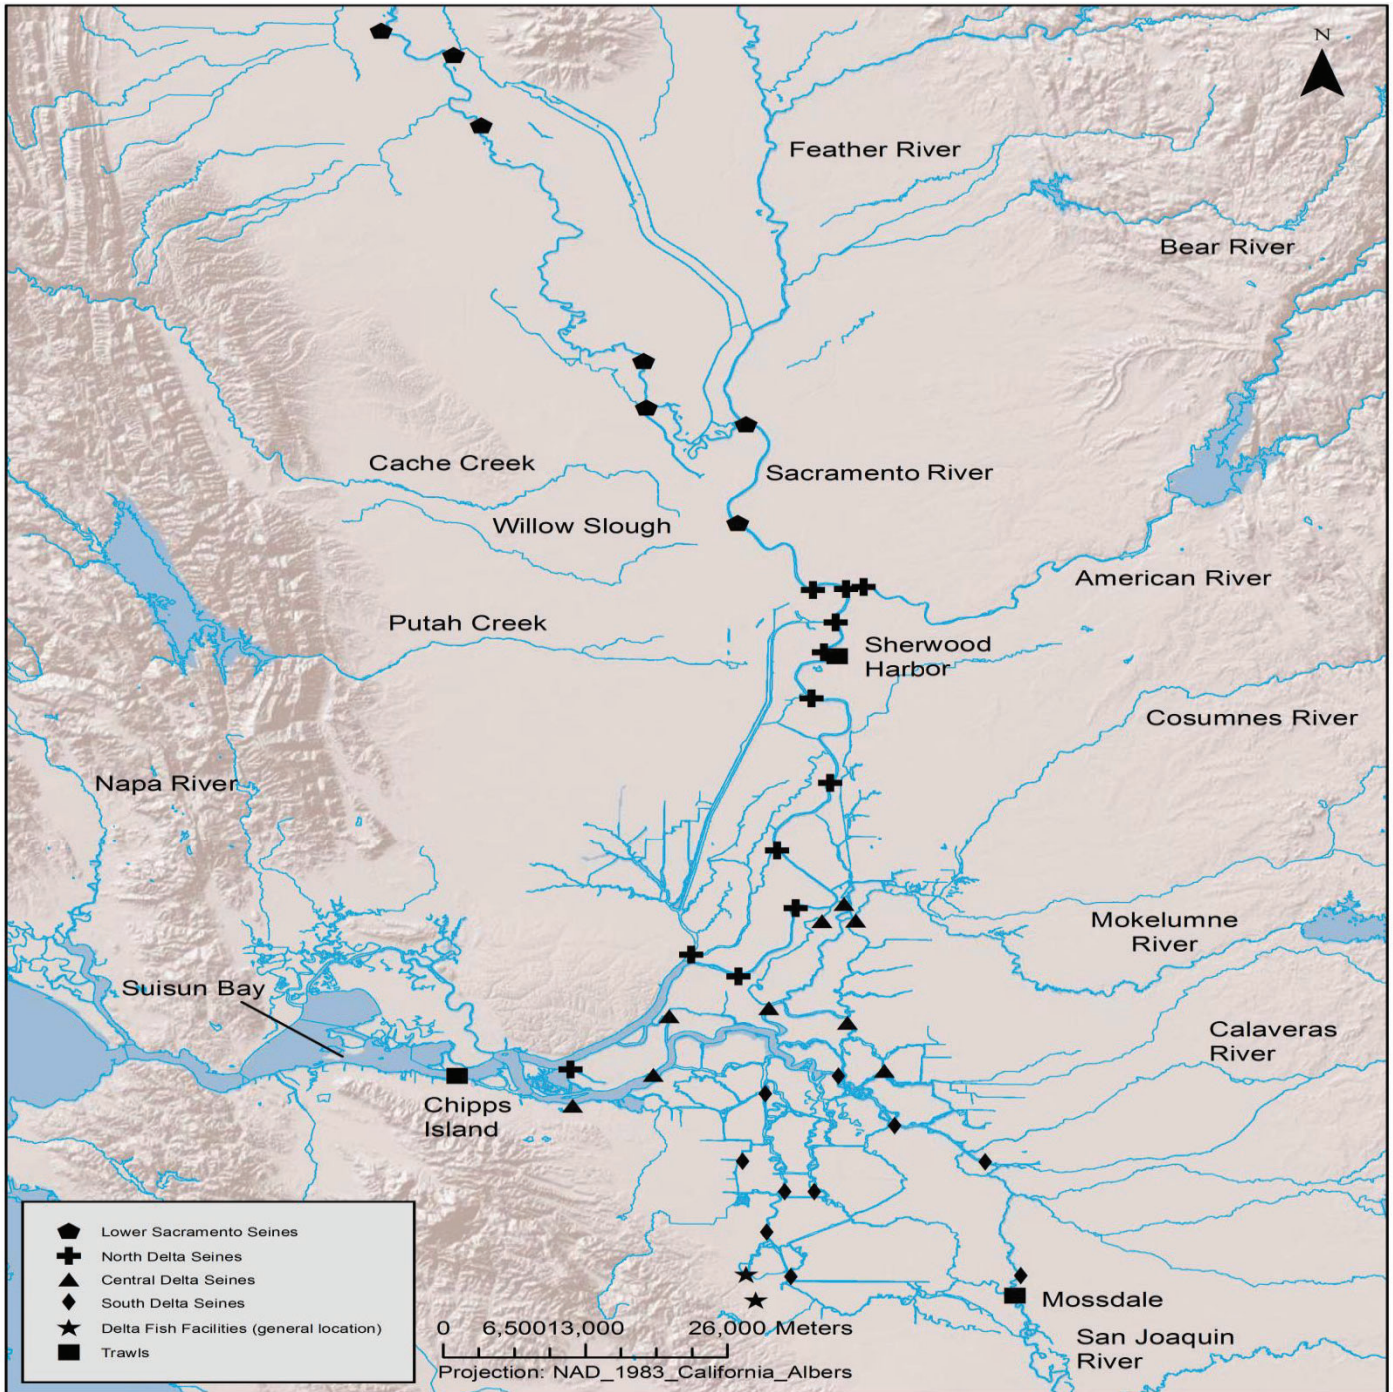 N
Feather River
Bear River
Cache Creek
Sacramento River
Willow Slough
American River
Putah Creek
Sherwood
Harbor
Cosumnes River
Napa River
Mokelumne
River
Suisun Bay
Calaveras
River
Chipps
Island
Lower Sacramento Seines
North Delta Seines
Central Delta Seines
South Delta Seines
Delta Fish Facilities (general location)
Trawls
Mossdale
San Joaquin
River
0 6,50013,000 26,000 Meters
Projection: NAD_1983_California_Albers